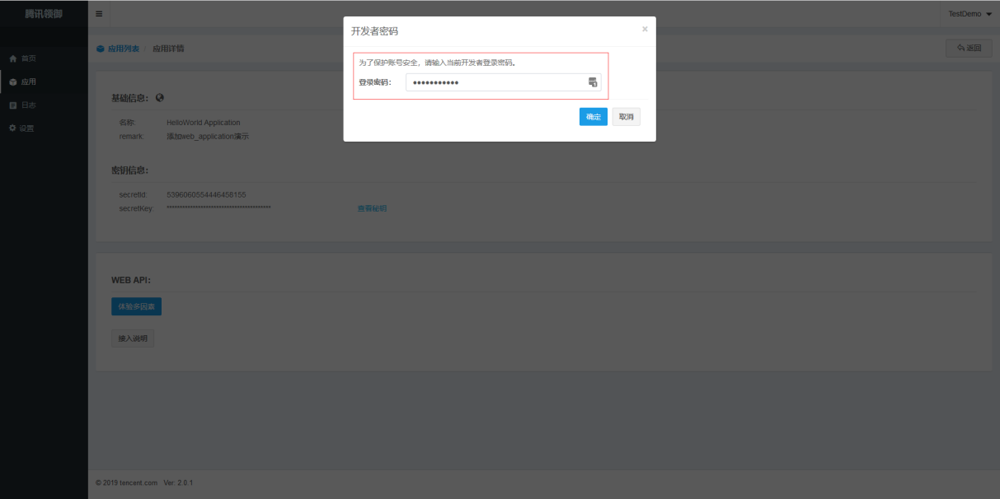 腾讯领御
TestDemo
开发者密码
×
应用列表 / 应用详情
返回
首页
为了保护账号安全，请输入当前开发者登录密码。
应用
登录密码： •••••••••••
基础信息：
日志
确定 取消
名称: HelloWorld Application
设置
remark: 添加web_application演示
密钥信息：
secretId: 5396060554446458155
secretKey: ****************************************
查看秘钥
WEB API：
体验多因素
接入说明
© 2019 tencent.com Ver. 2.0.1